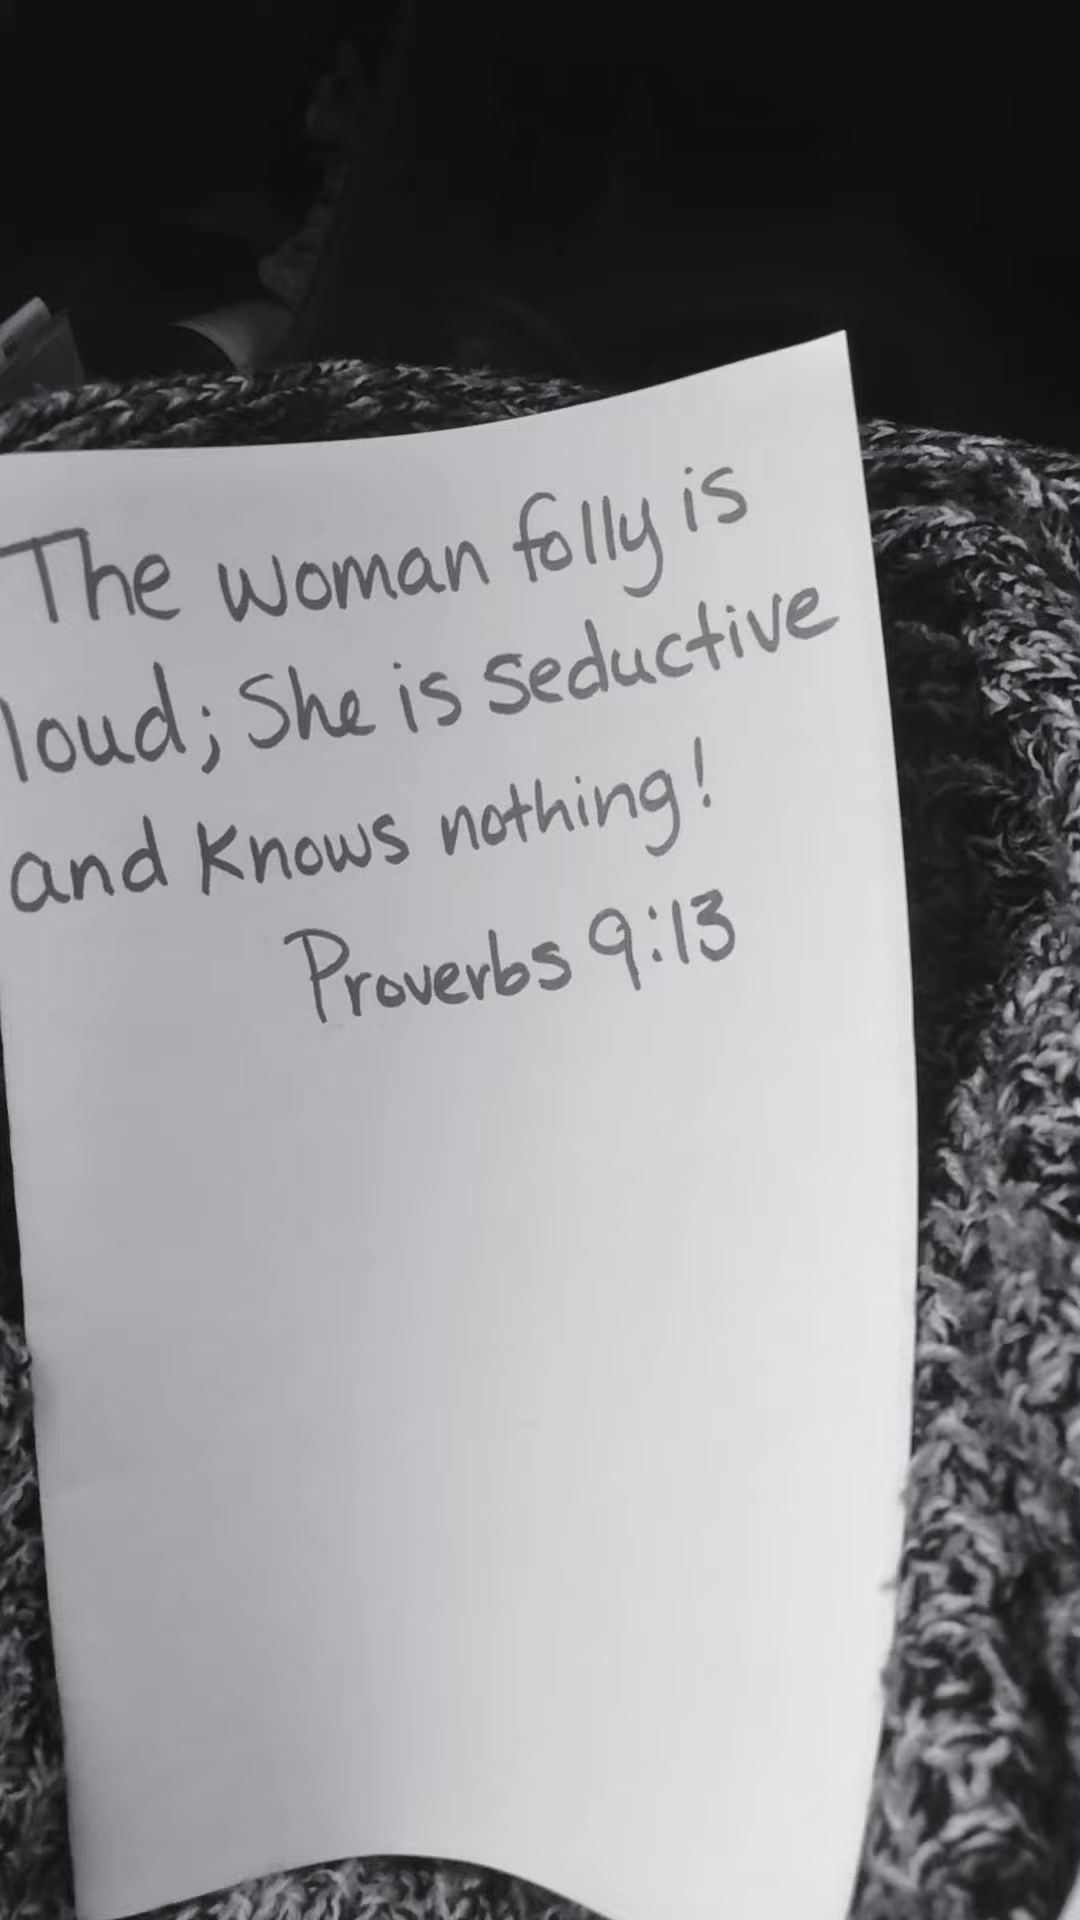 The woman folly is
loud; She is seductive
and Knows nothing!
Proverbs 9:13